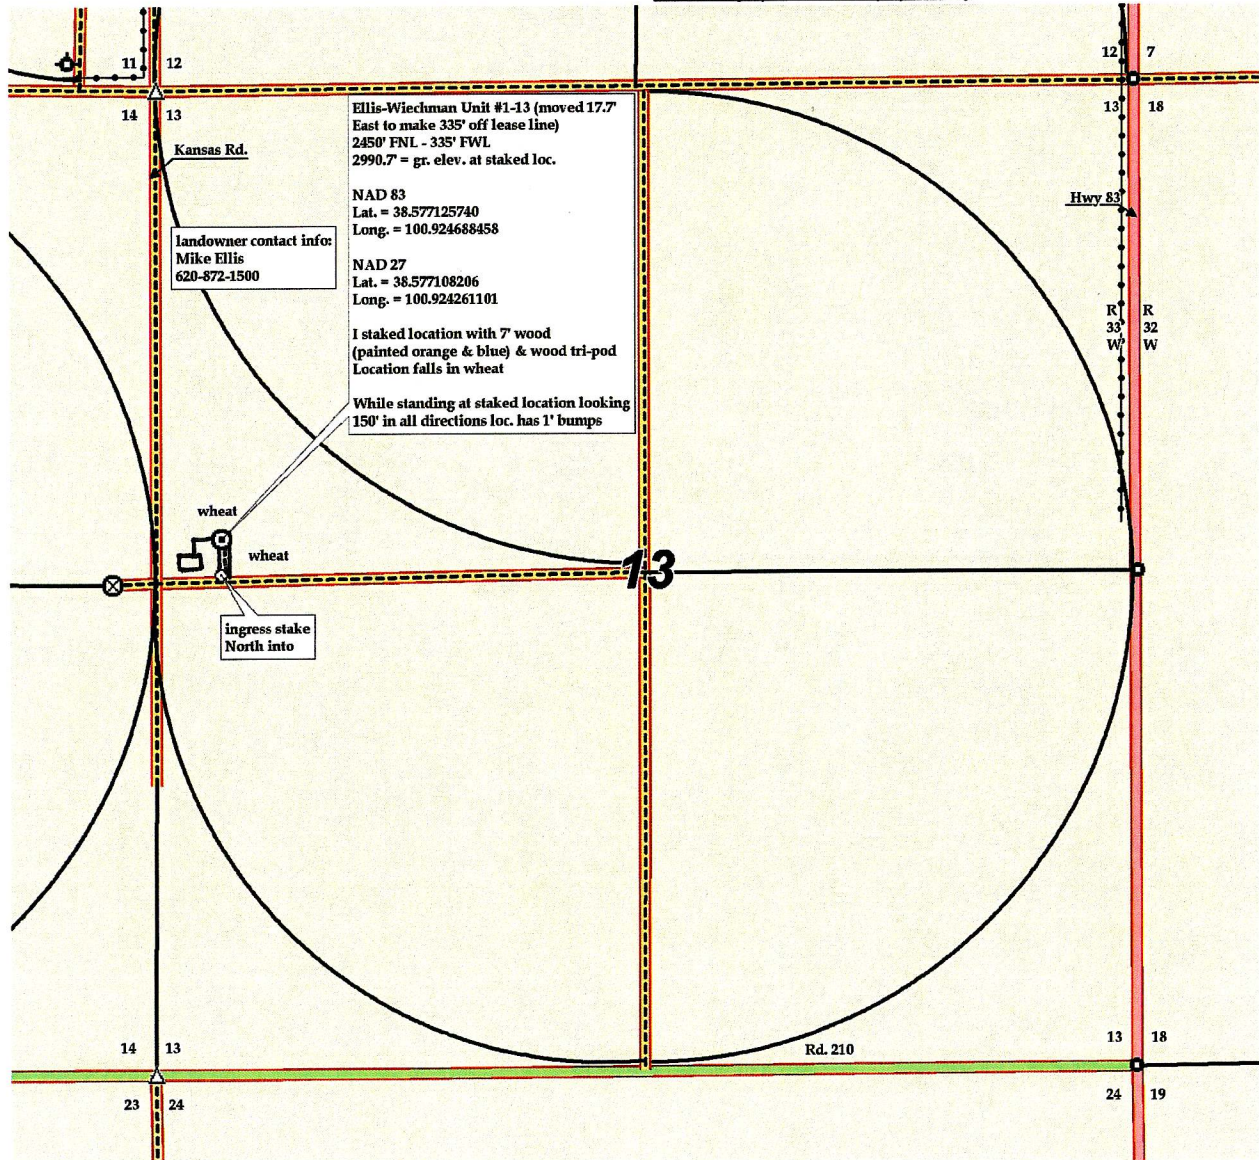 11 12 12 7
14 13 13 18
Kansas Rd.
Ellis-Wiechman Unit #1-13 (moved 17.7'
East to make 335' off lease line)
2450' FNL - 335' FWL
2990.7' = gr. elev. at staked loc.
NAD 83
Lat. = 38.577125740
Long. = 100.924688458
NAD 27
Lat. = 38.577108206
Long. = 100.924261101
I staked location with 7' wood
(painted orange & blue) & wood tri-pod
Location falls in wheat
While standing at staked location looking
150' in all directions loc. has 1' bumps
landowner contact info:
Mike Ellis
620-872-1500
Hwy 83
R R
33 32
W W
wheat
wheat
13
ingress stake
North into
Rd. 210
14 13 13 18
23 24 24 19